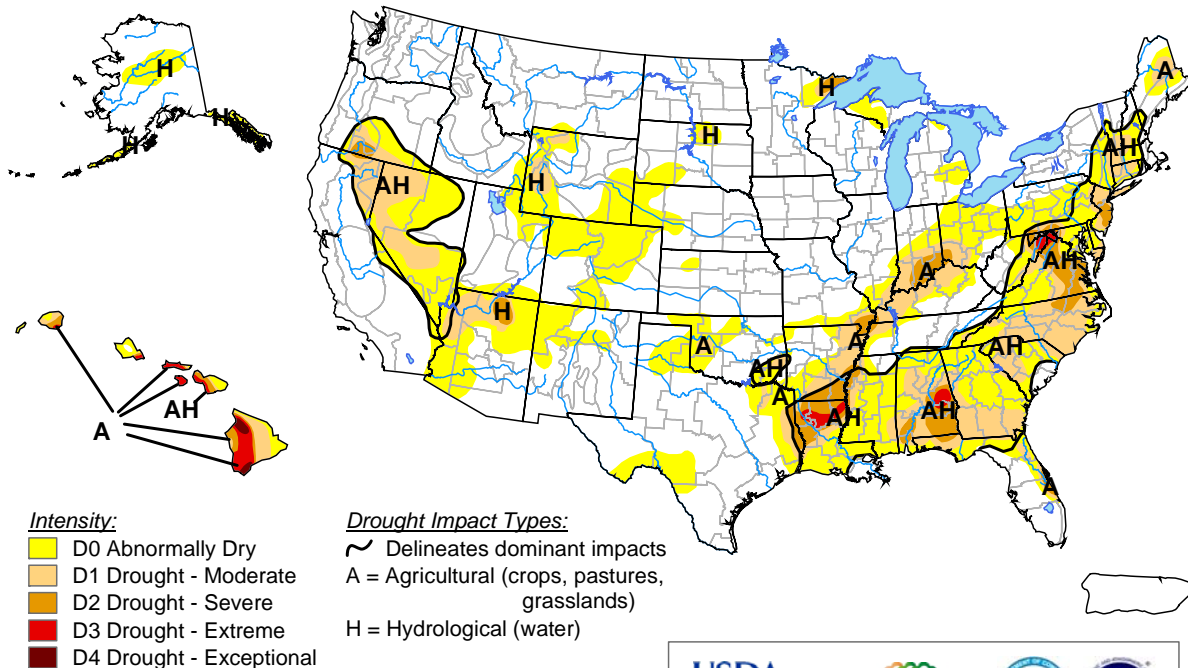 H
H
H
H
A
H
AH
AH
H
A
AH
H
A
A
AH
AH
A
A
AH
AH
AH
A
A
Intensity:
D0 Abnormally Dry
D1 Drought - Moderate
D2 Drought - Severe
D3 Drought - Extreme
D4 Drought - Exceptional
Drought Impact Types:
Delineates dominant impacts
A = Agricultural (crops, pastures,
grasslands)
H = Hydrological (water)
USDA